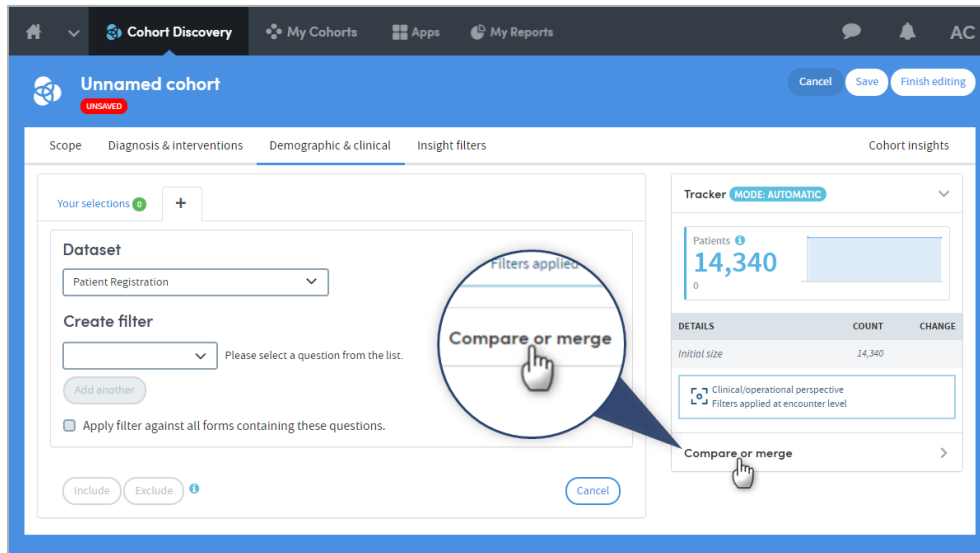 Cohort Discovery
My Cohorts
Apps
My Reports
AC
Unnamed cohort
UNSAVED
Cancel
Save
Finish editing
Scope
Diagnosis & interventions
Demographic & clinical
Insight filters
Cohort insights
Your selections 0
+
Dataset
Patient Registration
Create filter
Please select a question from the list.
Add another
Apply filter against all forms containing these questions.
Include
Exclude
Cancel
Filters applied
Compare or merge
Tracker MODE: AUTOMATIC
Patients
14,340
0
DETAILS COUNT CHANGE
Initial size 14,340
Clinical/operational perspective
Filters applied at encounter level
Compare or merge